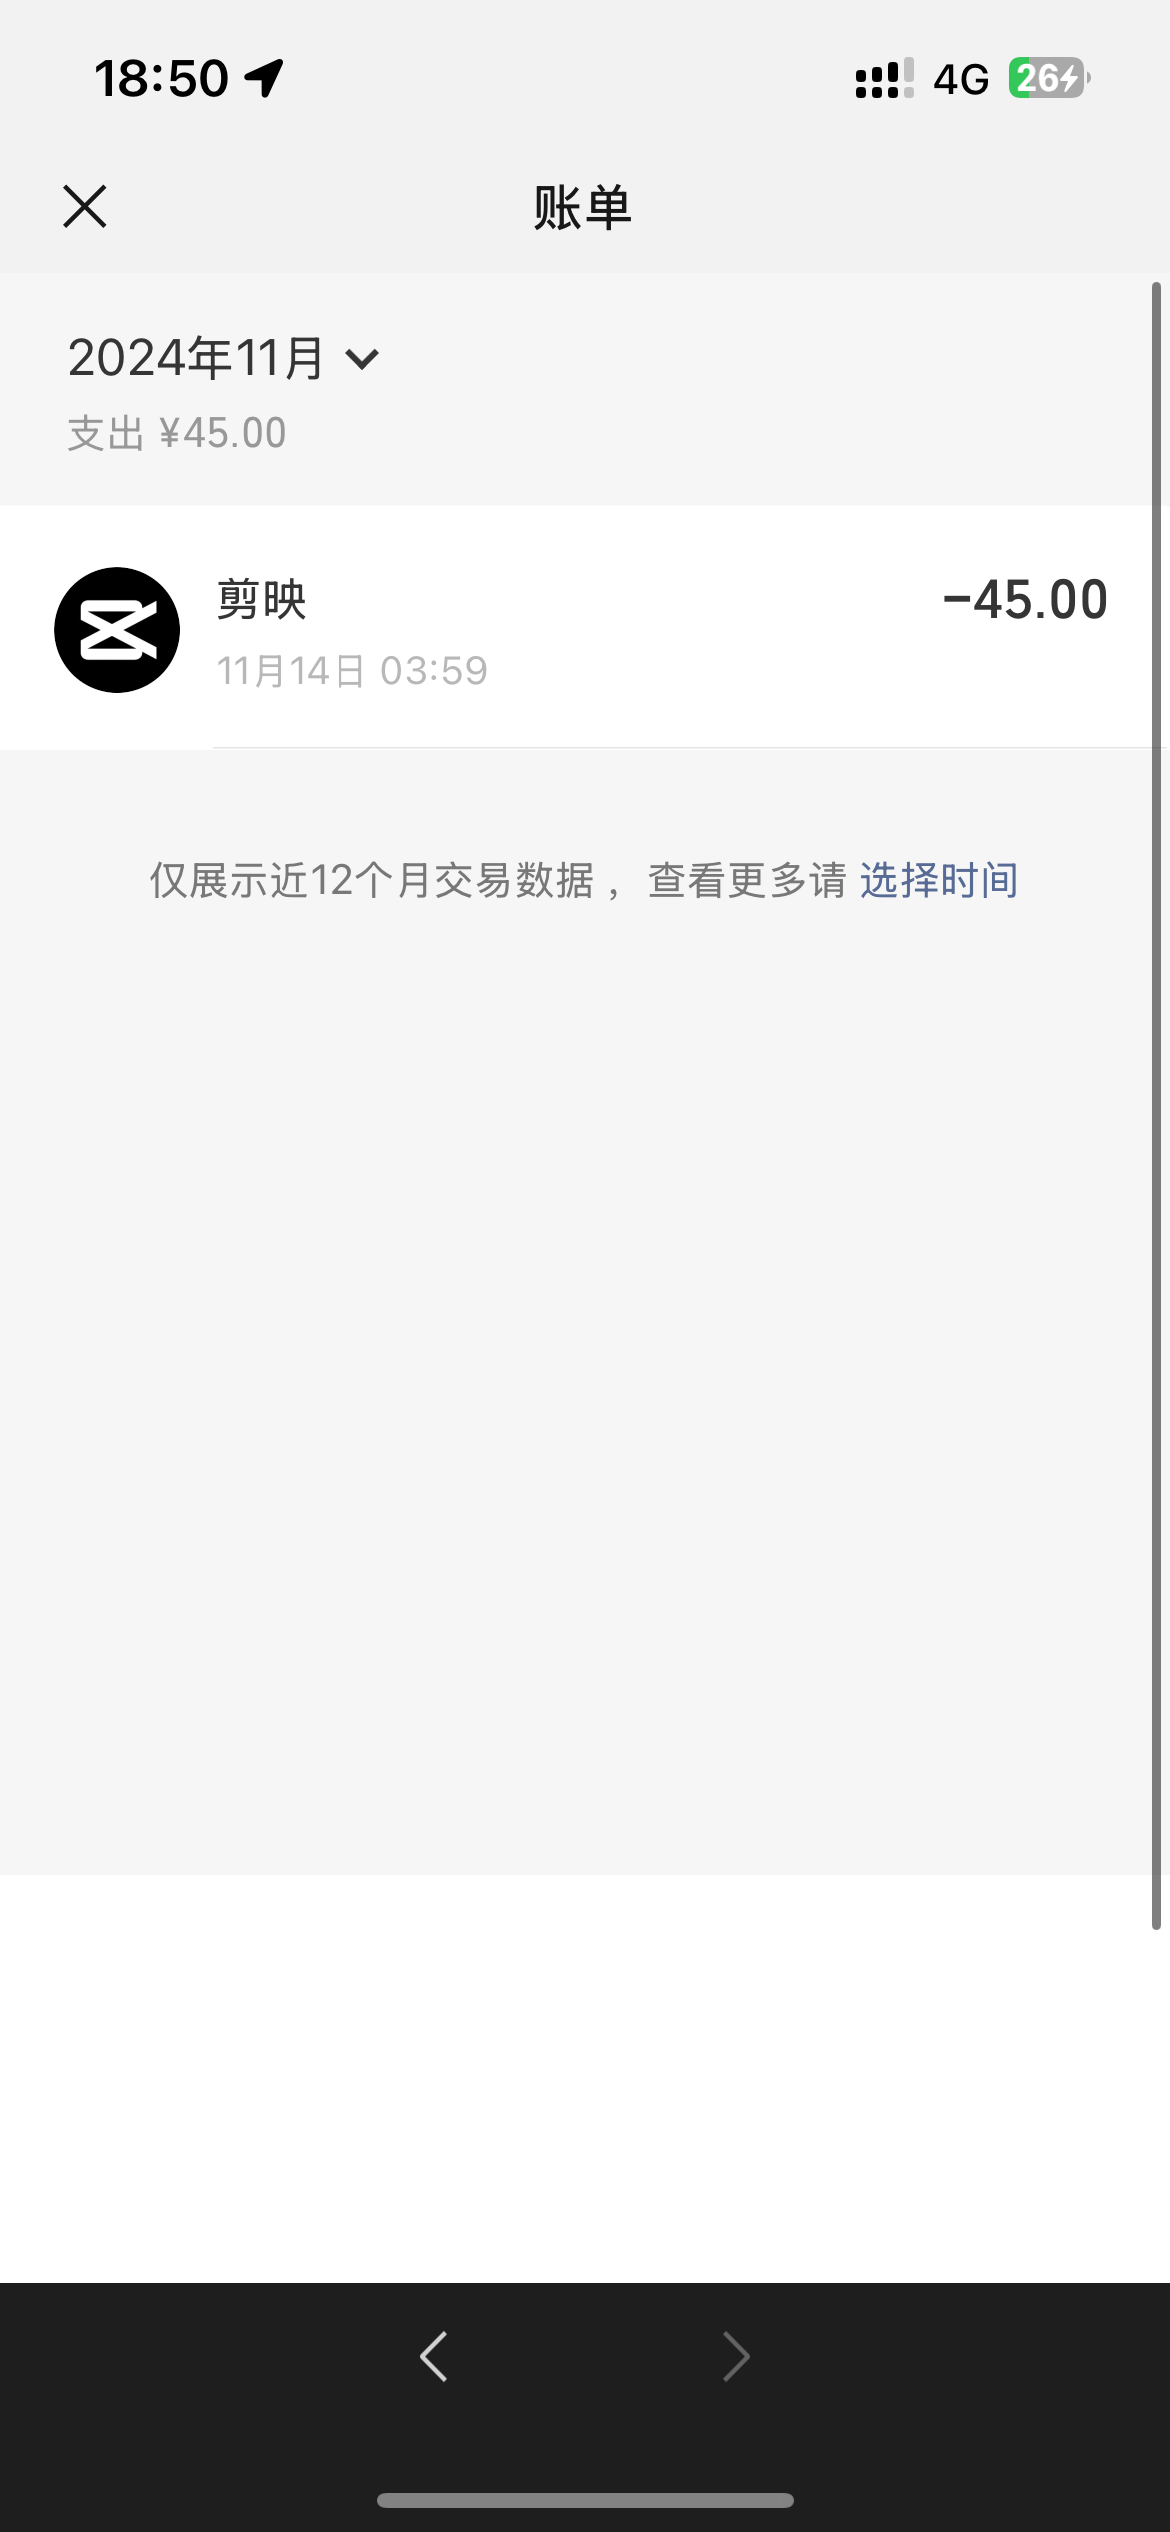 18:50 4G 26
账单
2024年11月
支出 ¥45.00
剪映 -45.00
11月14日 03:59
仅展示近12个月交易数据，查看更多请 选择时间